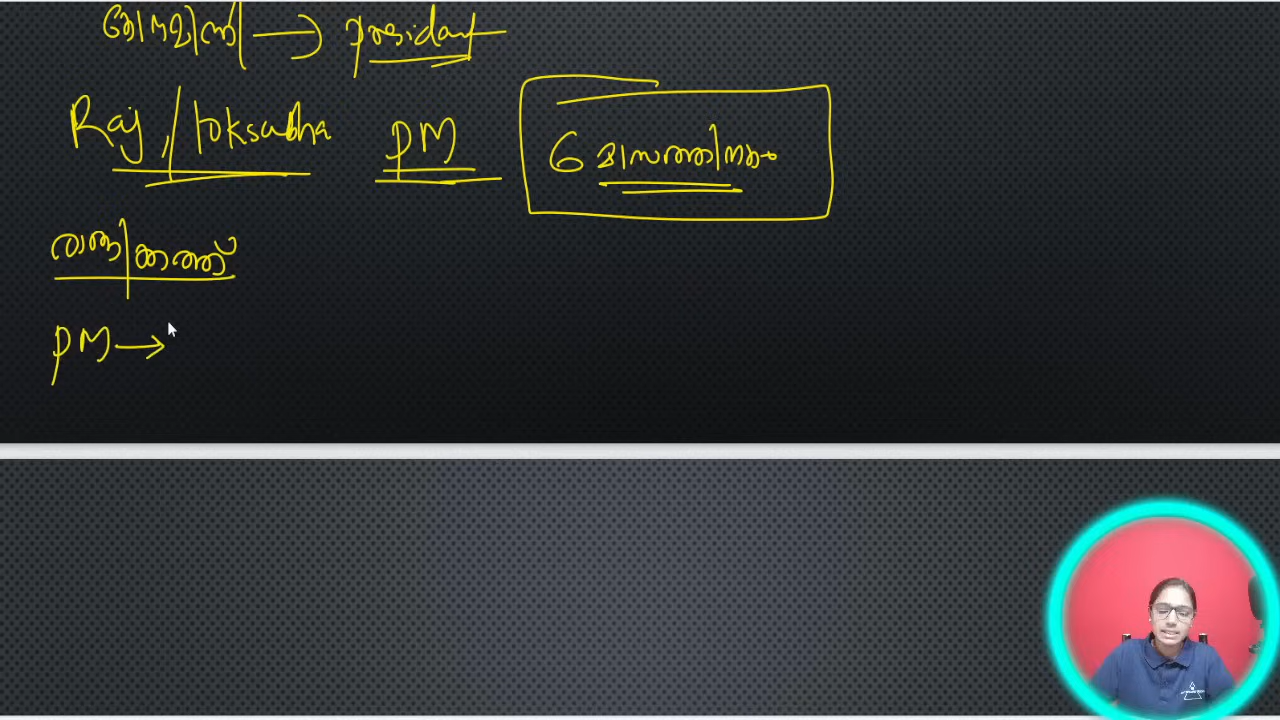 president
Raj, / loksabha PM 6 മാസത്തിനകം
രാജിക്കത്ത്
PM →